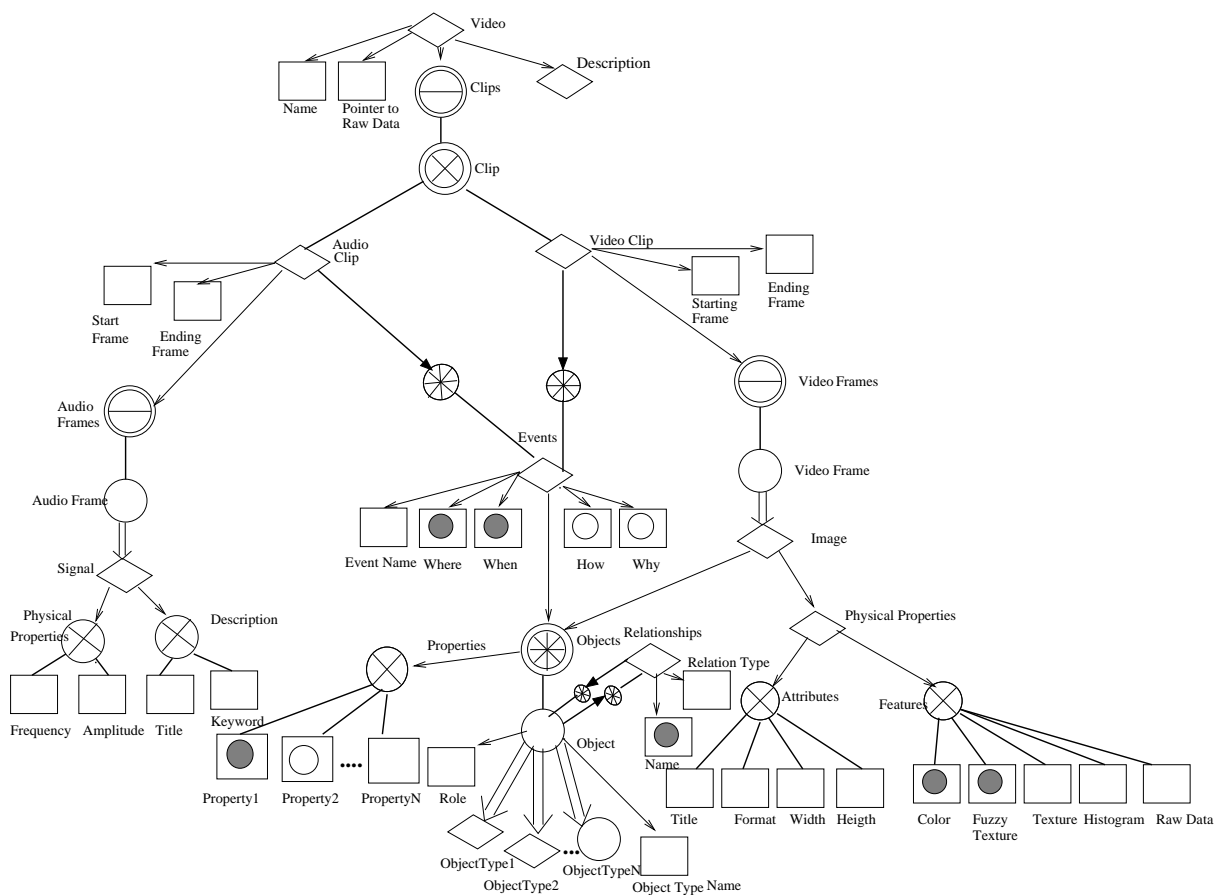 Video
Description
Name
Pointer to
Raw Data
Clips
Clip
Audio
Clip
Video Clip
Start
Frame
Ending
Frame
Starting
Frame
Ending
Frame
Audio
Frames
Video Frames
Events
Audio Frame
Video Frame
Event Name
Where
When
How
Why
Signal
Image
Physical
Properties
Description
Properties
Objects
Relationships
Physical Properties
Relation Type
Attributes
Features
Frequency
Amplitude
Title
Keyword
Object
Name
Property1
Property2
....
PropertyN
Role
Title
Format
Width
Heigth
Color
Fuzzy
Texture
Texture
Histogram
Raw Data
ObjectType1
ObjectType2
...
ObjectTypeN
Object Type Name